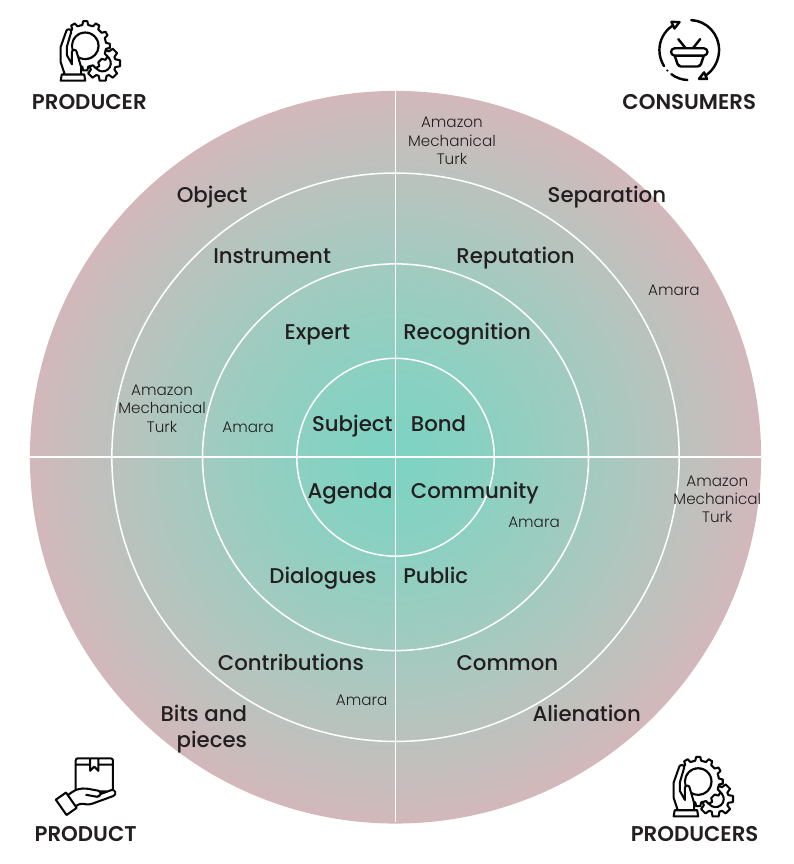 PRODUCER
CONSUMERS
Amazon
Mechanical
Turk
Object
Separation
Instrument
Reputation
Amara
Expert
Recognition
Amazon
Mechanical
Turk
Amara
Subject
Bond
Agenda
Community
Amazon
Mechanical
Turk
Amara
Dialogues
Public
Contributions
Common
Amara
Bits and
pieces
Alienation
PRODUCT
PRODUCERS